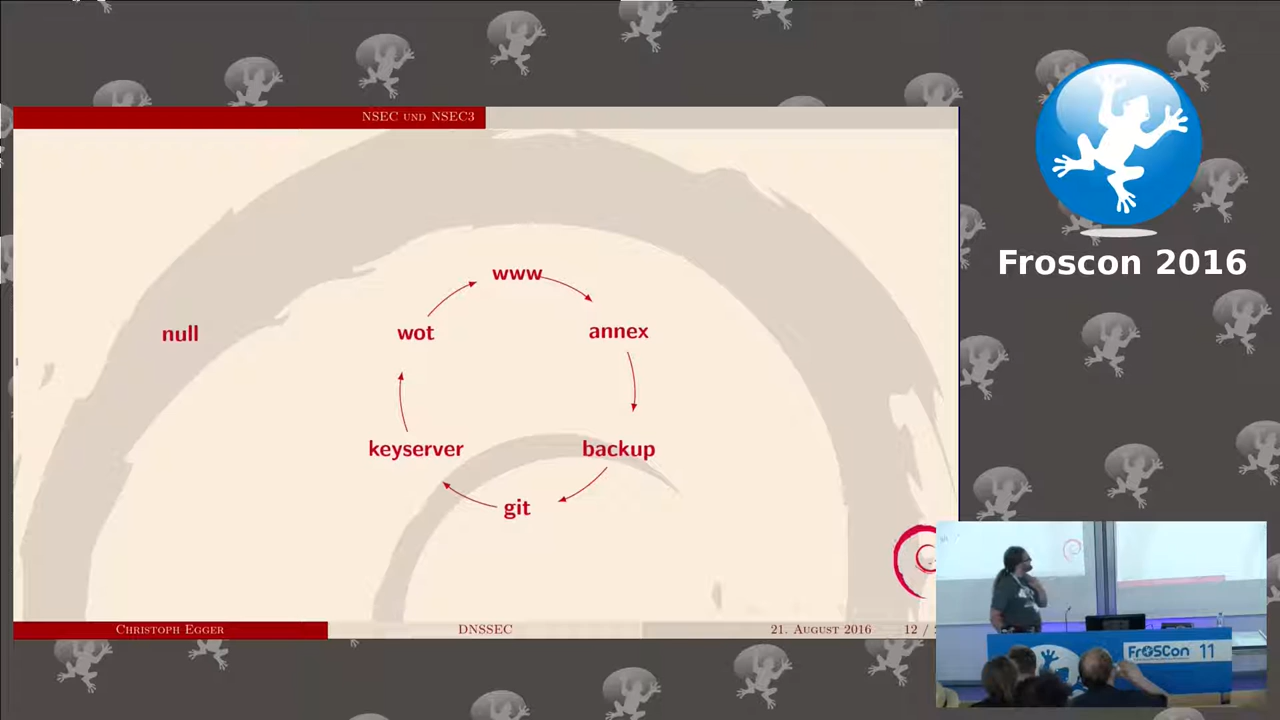 NSEC und NSEC3
www
wot
annex
null
keyserver
backup
git
Christoph Egger
DNSSEC
21. August 2016
12 /
Froscon 2016
FrOSCon 11